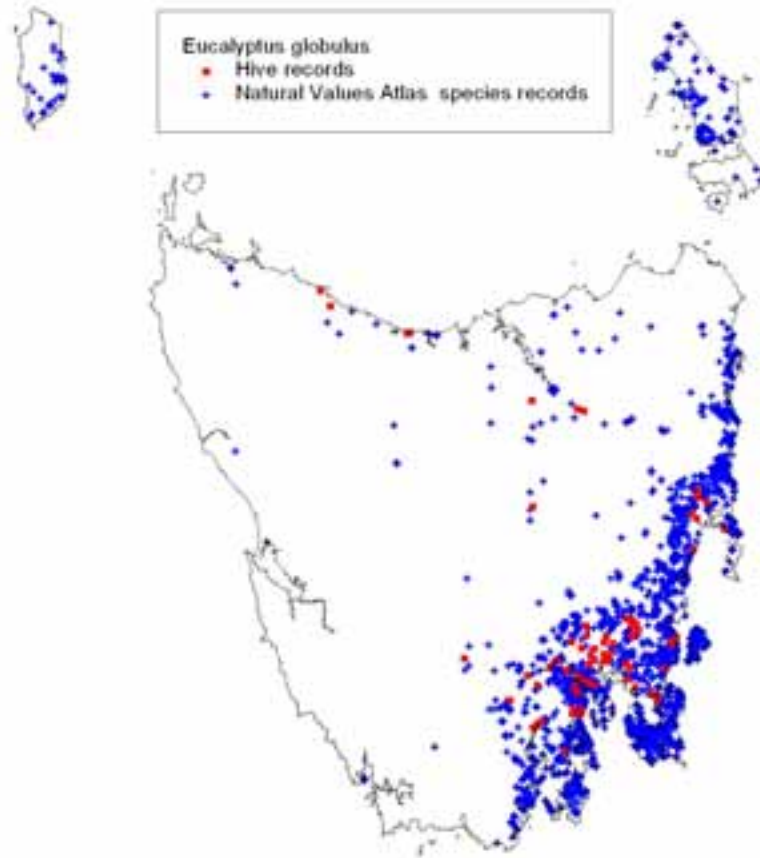 Eucalyptus globulus
Hive records
Natural Values Atlas species records